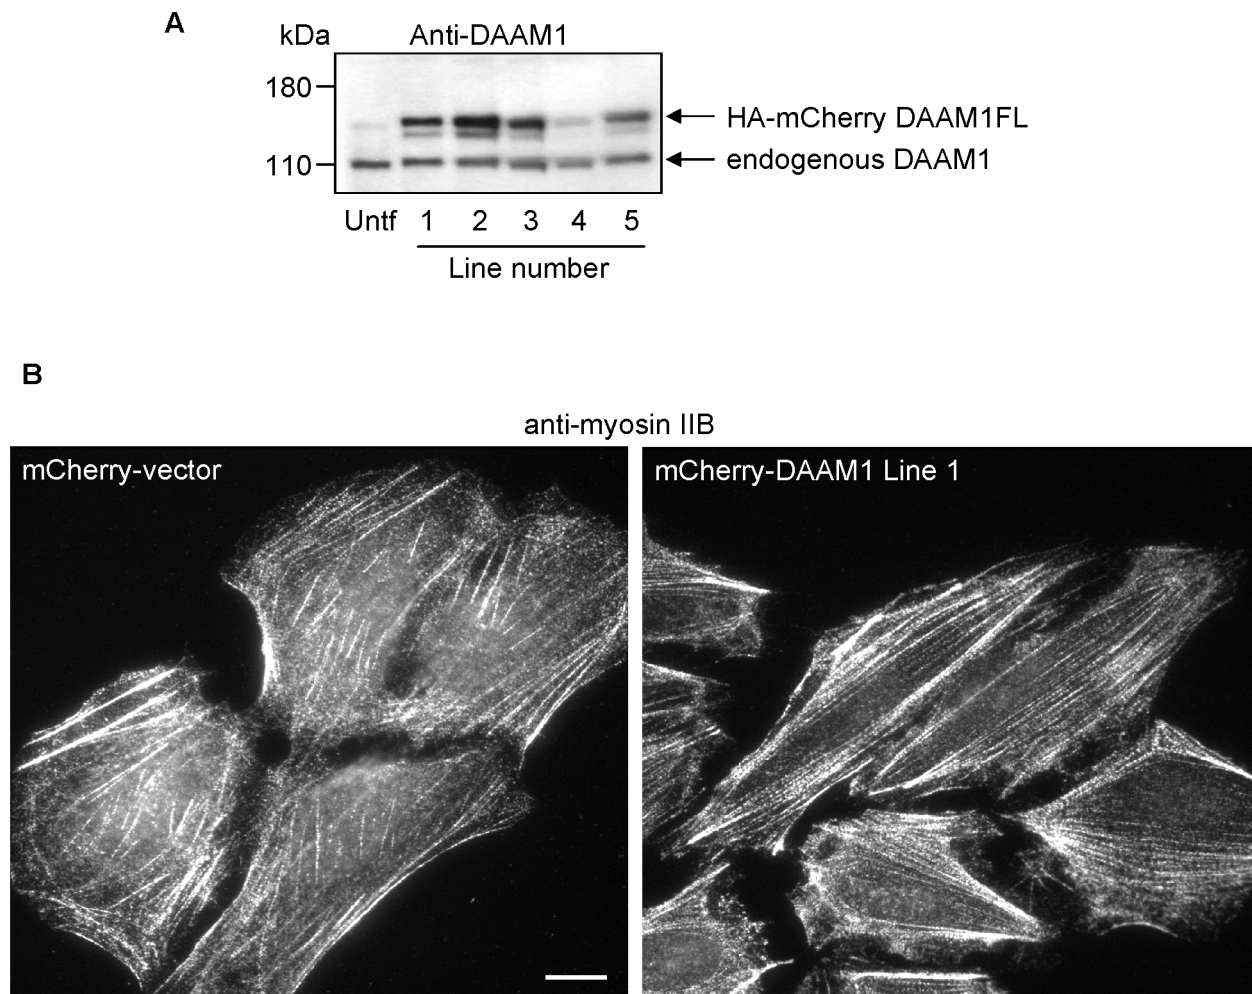 A
kDa Anti-DAAM1
180
HA-mCherry DAAM1FL
110
endogenous DAAM1
Untf 1 2 3 4 5
Line number
B
anti-myosin IIB
mCherry-vector
mCherry-DAAM1 Line 1